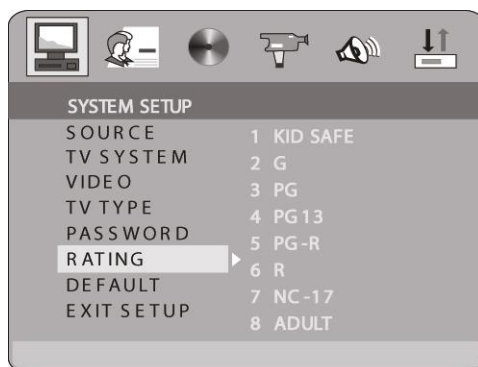 SYSTEM SETUP
SOURCE
TV SYSTEM
VIDEO
TV TYPE
PASSWORD
RATING
DEFAULT
EXIT SETUP
1 KID SAFE
2 G
3 PG
4 PG13
5 PG-R
6 R
7 NC-17
8 ADULT